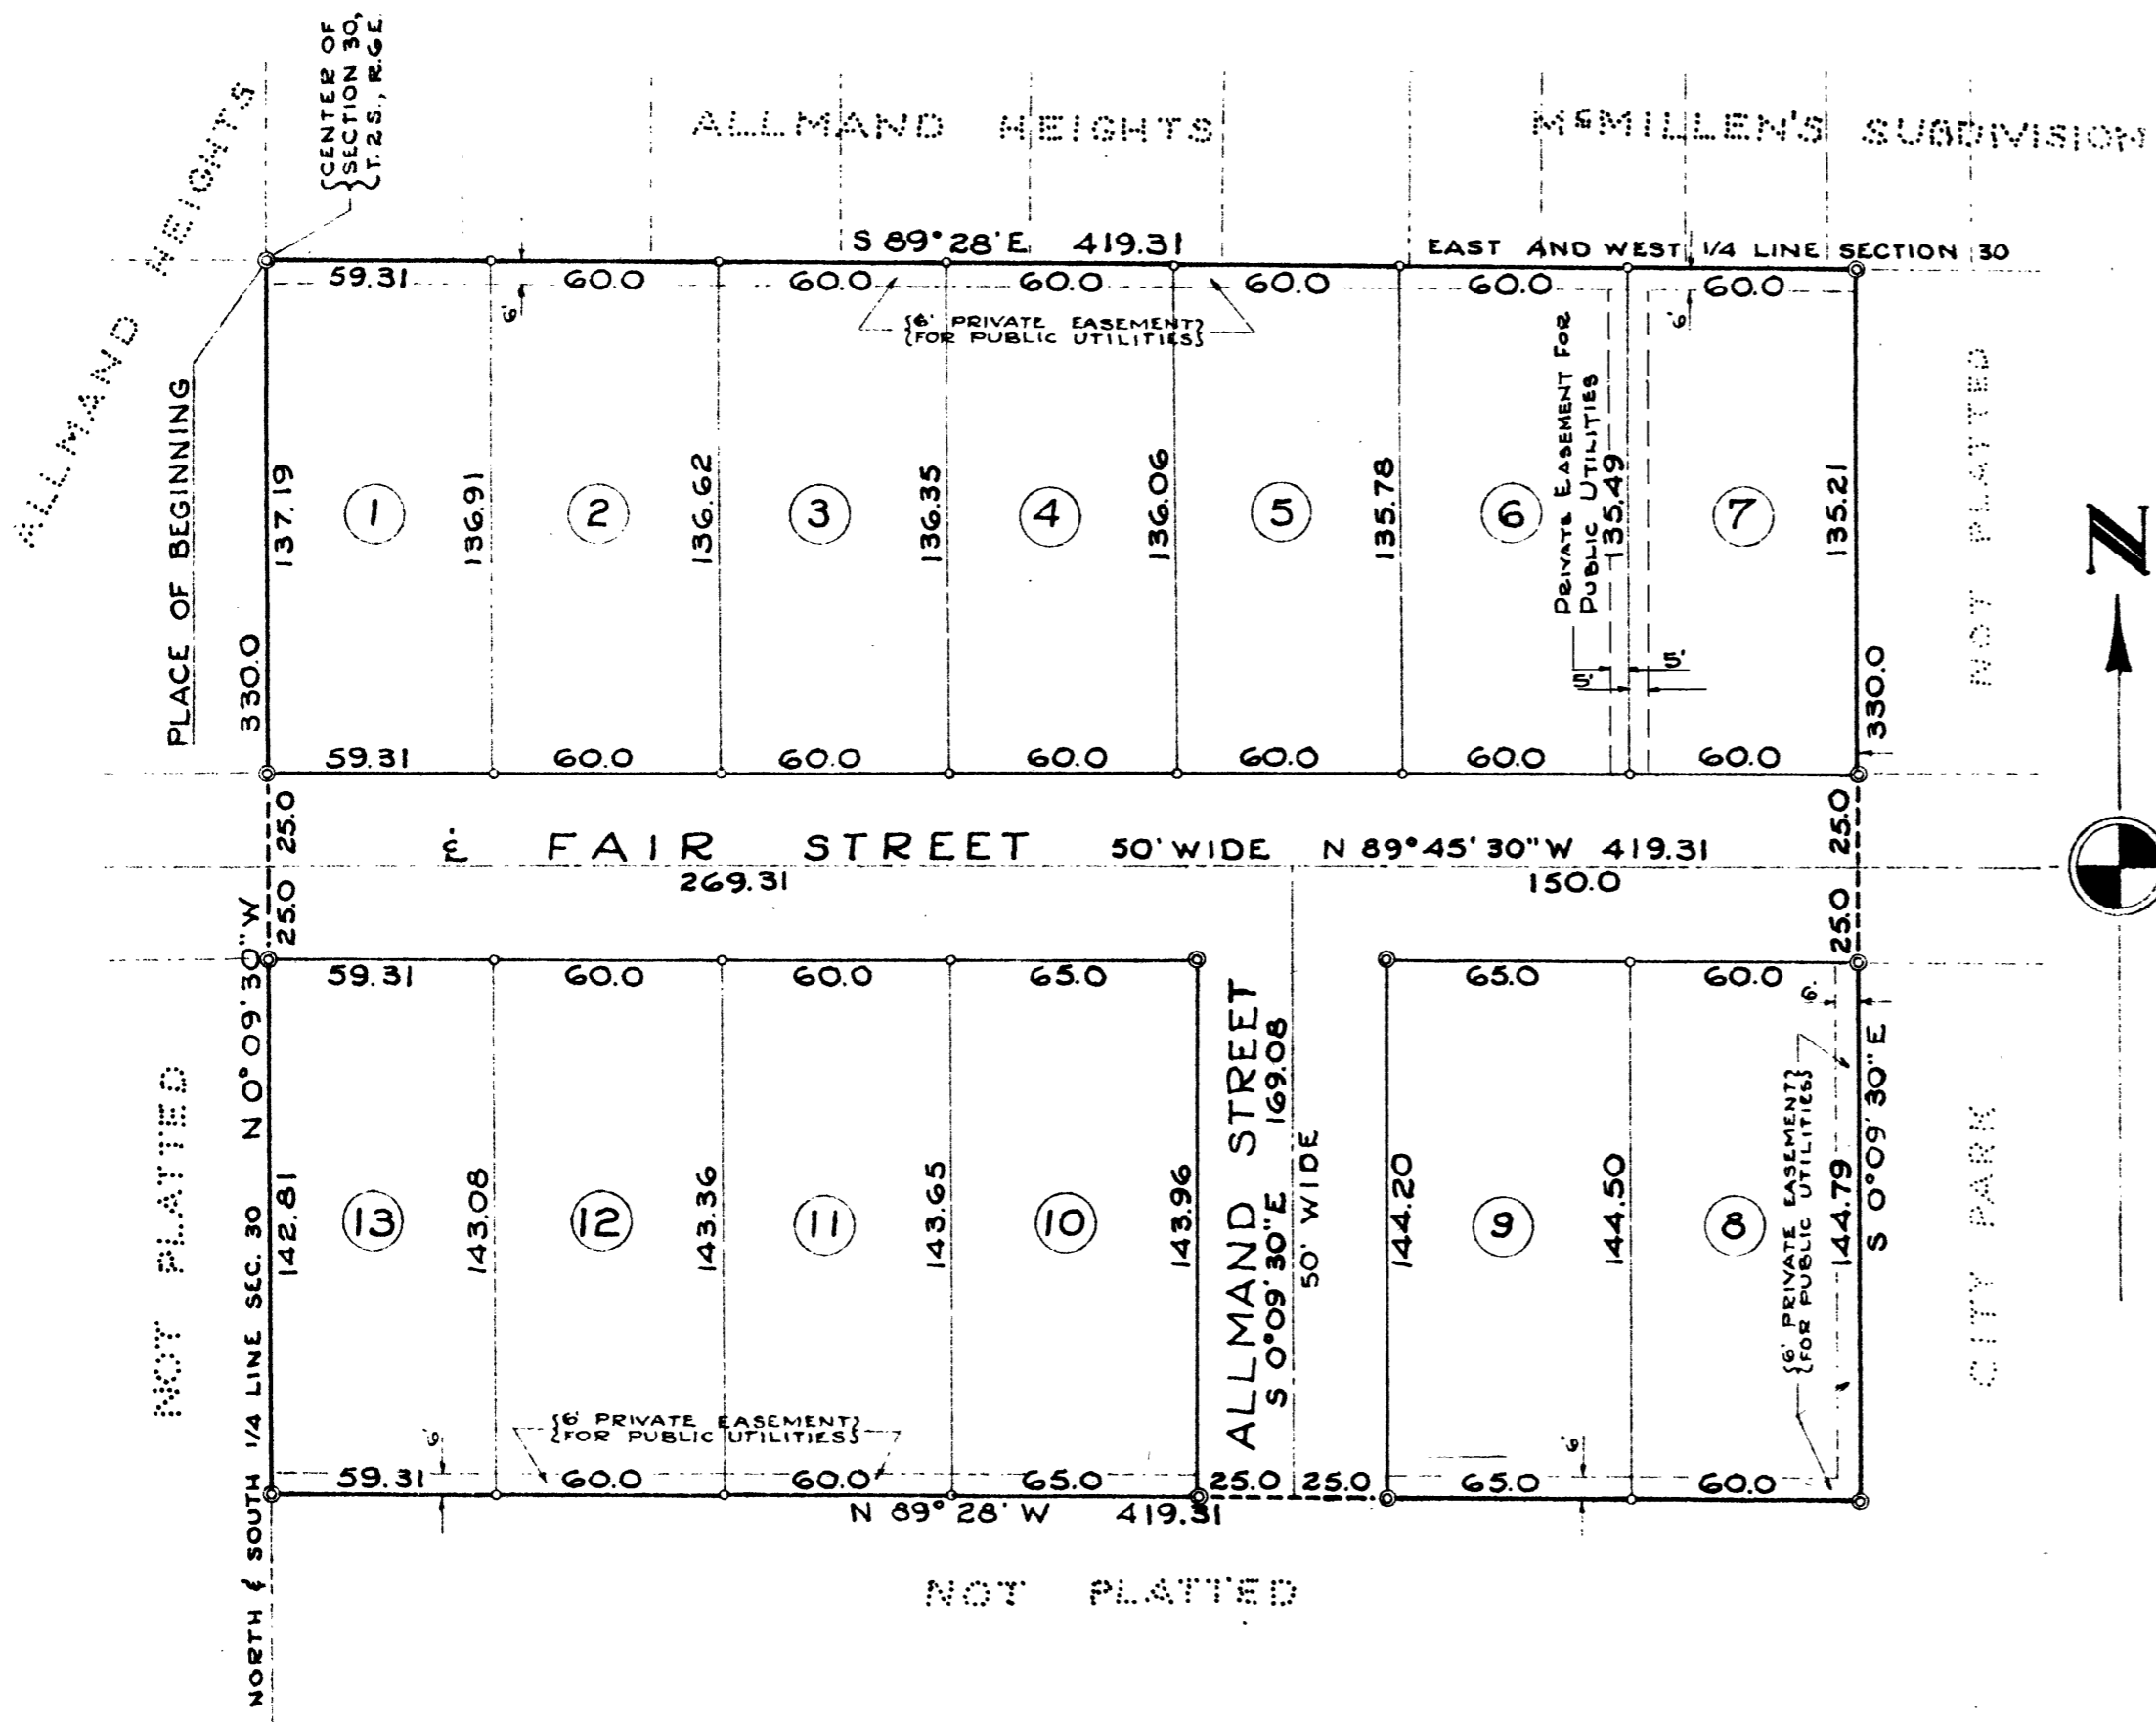 {CENTER OF
{SECTION 30,
{T. 2S., R.6E.
ALLMAND HEIGHTS
ALLMAND HEIGHTS
McMILLEN'S SUBDIVISION
S 89°28'E 419.31
EAST AND WEST 1/4 LINE SECTION 30
59.31 60.0 60.0 60.0 60.0 60.0 60.0
6'
6'
{6' PRIVATE EASEMENT}
{FOR PUBLIC UTILITIES}
PRIVATE EASEMENT FOR
PUBLIC UTILITIES
PLACE OF BEGINNING
NOT PLATTED
137.19 136.91 136.62 136.35 136.06 135.78 135.49 135.21
1 2 3 4 5 6 7
N
330.0
330.0
5'
5'
59.31 60.0 60.0 60.0 60.0 60.0 60.0
25.0
25.0
℄ FAIR STREET 50' WIDE N 89°45'30"W 419.31
269.31 150.0
25.0
25.0
59.31 60.0 60.0 65.0 65.0 60.0
6'
NORTH & SOUTH 1/4 LINE SEC. 30 N 0°09'30"W
NOT PLATTED
ALLMAND STREET
S 0°09'30"E 169.08
50' WIDE
{6' PRIVATE EASEMENT}
{FOR PUBLIC UTILITIES}
S 0°09'30"E
CITY PARK
142.81 143.08 143.36 143.65 143.96 144.20 144.50 144.79
13 12 11 10 9 8
{6' PRIVATE EASEMENT}
{FOR PUBLIC UTILITIES}
6'
6'
59.31 60.0 60.0 65.0 25.0 25.0 65.0 60.0
N 89°28' W 419.31
NOT PLATTED